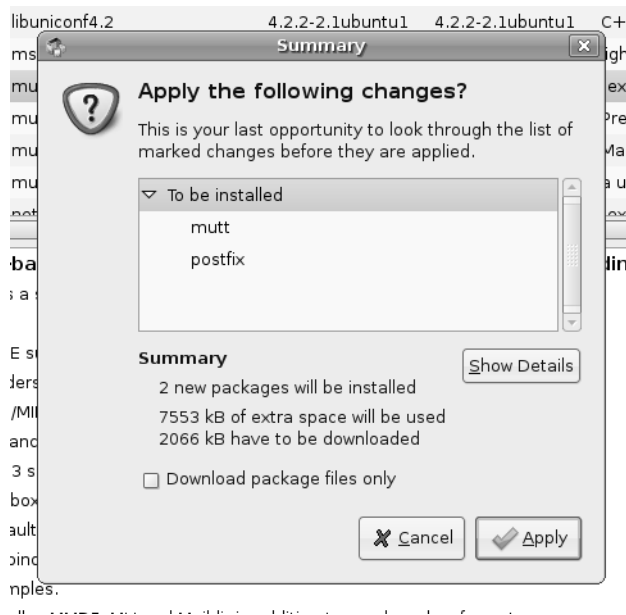 libuniconf4.2 4.2.2-2.1ubuntu1 4.2.2-2.1ubuntu1 C+
Summary
Apply the following changes?
This is your last opportunity to look through the list of
marked changes before they are applied.
To be installed
mutt
postfix
Summary
Show Details
2 new packages will be installed
7553 kB of extra space will be used
2066 kB have to be downloaded
Download package files only
Cancel
Apply